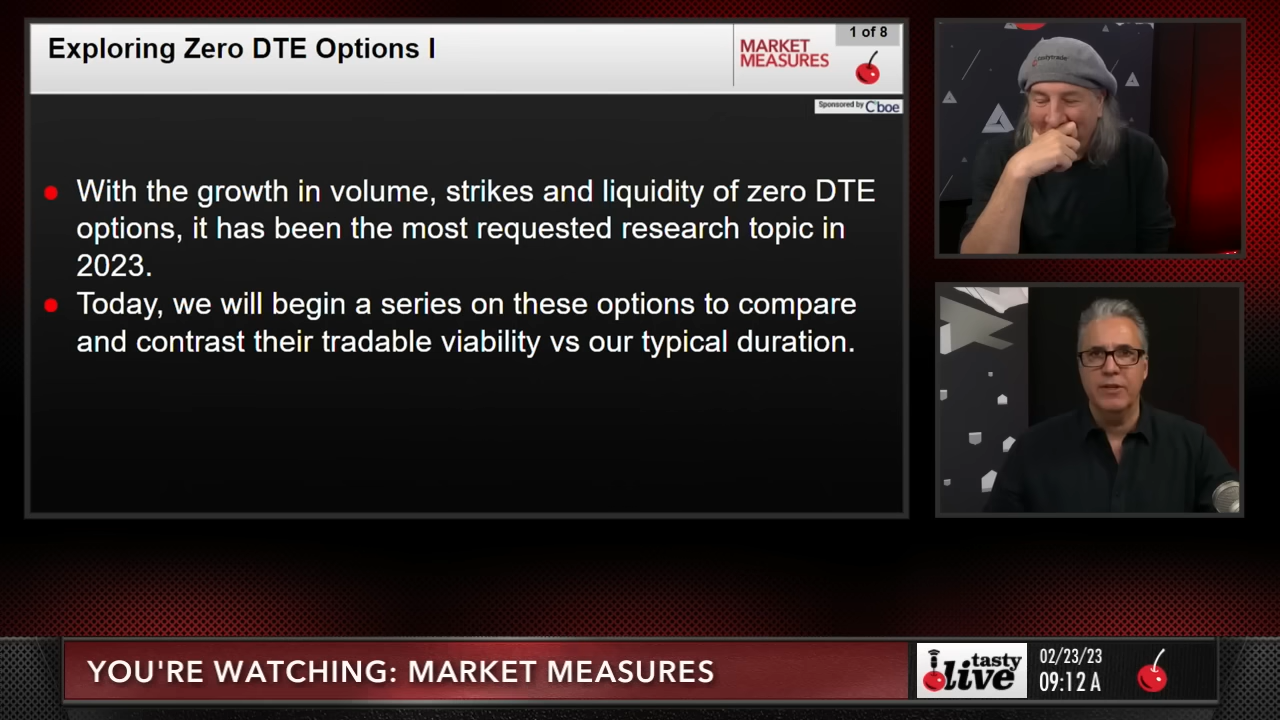 Exploring Zero DTE Options I
MARKET
MEASURES
1 of 8
Sponsored by Cboe
With the growth in volume, strikes and liquidity of zero DTE
options, it has been the most requested research topic in
2023.
Today, we will begin a series on these options to compare
and contrast their tradable viability vs our typical duration.
tastytrade
YOU'RE WATCHING: MARKET MEASURES
tasty
live
02/23/23
09:12 A